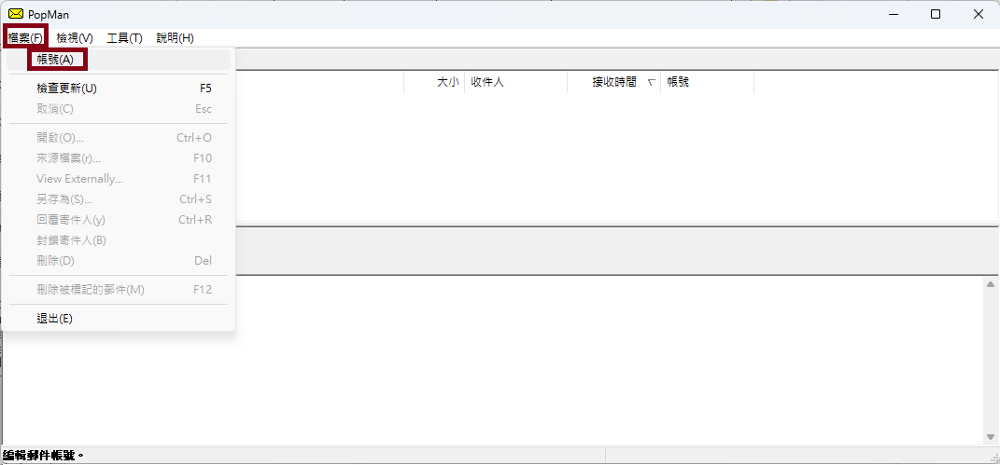 PopMan
檔案(F) 檢視(V) 工具(T) 說明(H)
帳號(A)
大小 收件人 接收時間 帳號
檢查更新(U) F5
取消(C) Esc
開啟(O)... Ctrl+O
來源檔案(r)... F10
View Externally... F11
另存為(S)... Ctrl+S
回覆寄件人(y) Ctrl+R
封鎖寄件人(B)
刪除(D) Del
刪除被標記的郵件(M) F12
退出(E)
編輯郵件帳號。